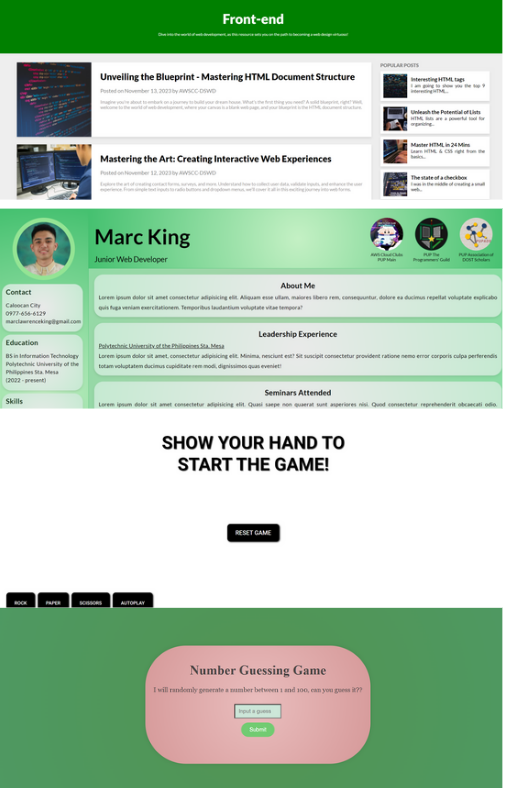 Front-end
Dive into the world of web development, as this resource sets you on the path to becoming a web design virtuoso!
Unveiling the Blueprint - Mastering HTML Document Structure
Posted on November 13, 2023 by AWSCC-DSWD
Imagine you're about to embark on a journey to build your dream house. What's the first thing you need? A solid blueprint, right? Well,
welcome to the world of web development, where your canvas is a blank webpage, and your blueprint is the HTML document structure
Mastering the Art: Creating Interactive Web Experiences
Posted on November 12, 2023 by AWSCC-DSWD
Explore the art of creating contact forms, surveys, and more. Understand how to collect user data, validate inputs, and enhance the user
experience. From simple text inputs to radio buttons and dropdown menus, we'll cover it all in this exciting journey into web forms.
POPULAR POSTS
Interesting HTML tags
I am going to show you the top 9
interesting HTML...
Unleash the Potential of Lists
HTML lists are a powerful tool for
organizing...
Master HTML in 24 Mins
Learn HTML & CSS right from the
basics...
The state of a checkbox
I was in the middle of creating a small
web...
Marc King
Junior Web Developer
AWS Cloud Clubs
PUP Main
PUP The
Programmers' Guild
PUP Association of
DOST Scholars
Contact
Caloocan City
0977-656-6129
marclawrenceking@gmail.com
Education
BS in Information Technology
Polytechnic University of the
Philippines Sta. Mesa
(2022 - present)
Skills
About Me
Lorem ipsum dolor sit amet consectetur adipisicing elit. Aliquam esse ullam, maiores libero rem, consequuntur, dolore ea ducimus repellat voluptate explicabo
quis fuga veniam exercitationem. Temporibus laudantium voluptate vitae tempora?
Leadership Experience
Polytechnic University of the Philippines Sta. Mesa
Lorem ipsum dolor sit amet, consectetur adipisicing elit. Minima, nesciunt est? Sit suscipit consectetur provident ratione nemo error corporis culpa perferendis
totam voluptatem ducimus cupiditate rem modi, dignissimos quas eveniet!
Seminars Attended
Lorem ipsum dolor sit amet consectetur adipisicing elit. Quasi saepe non quaerat sunt asperiores nisi. Quod consectetur reprehenderit obcaecati odio.
SHOW YOUR HAND TO
START THE GAME!
RESET GAME
ROCK
PAPER
SCISSORS
AUTOPLAY
Number Guessing Game
I will randomly generate a number between 1 and 100, can you guess it??
Input a guess
Submit